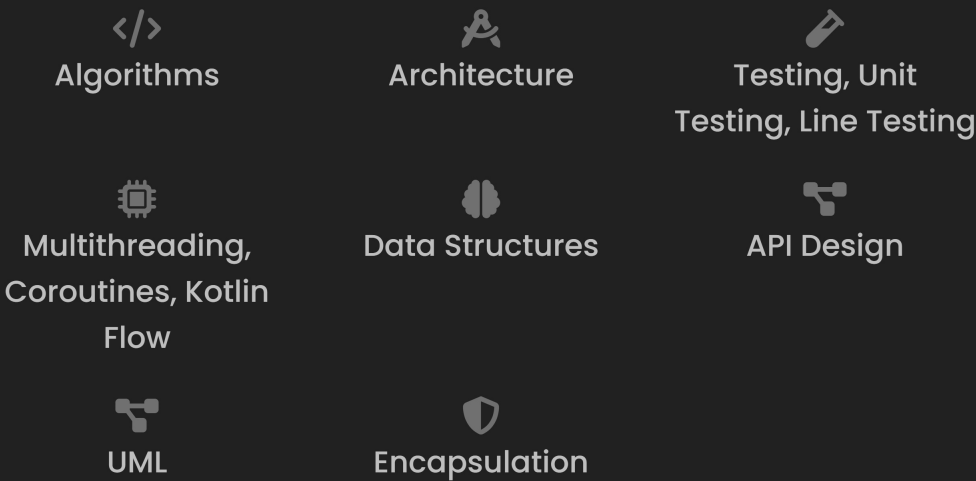 Algorithms
Architecture
Testing, Unit
Testing, Line Testing
Multithreading,
Coroutines, Kotlin
Flow
Data Structures
API Design
UML
Encapsulation